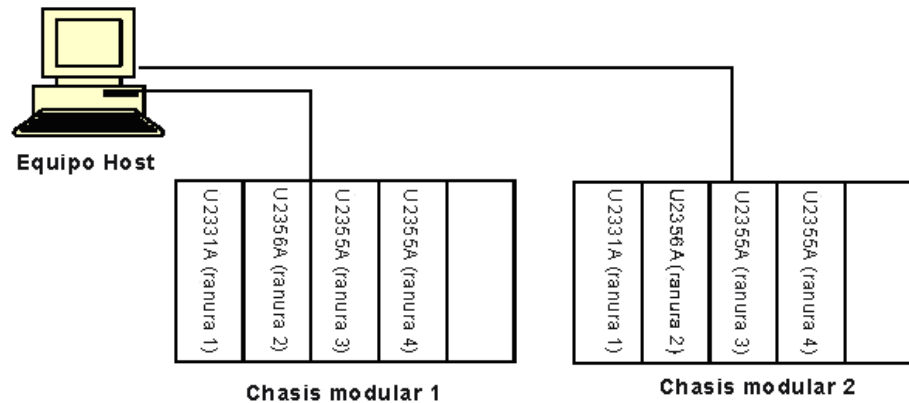 Equipo Host
U2331A (ranura 1)
U2356A (ranura 2)
U2355A (ranura 3)
U2355A (ranura 4)
Chasis modular 1
U2331A (ranura 1)
U2356A (ranura 2)
U2355A (ranura 3)
U2355A (ranura 4)
Chasis modular 2